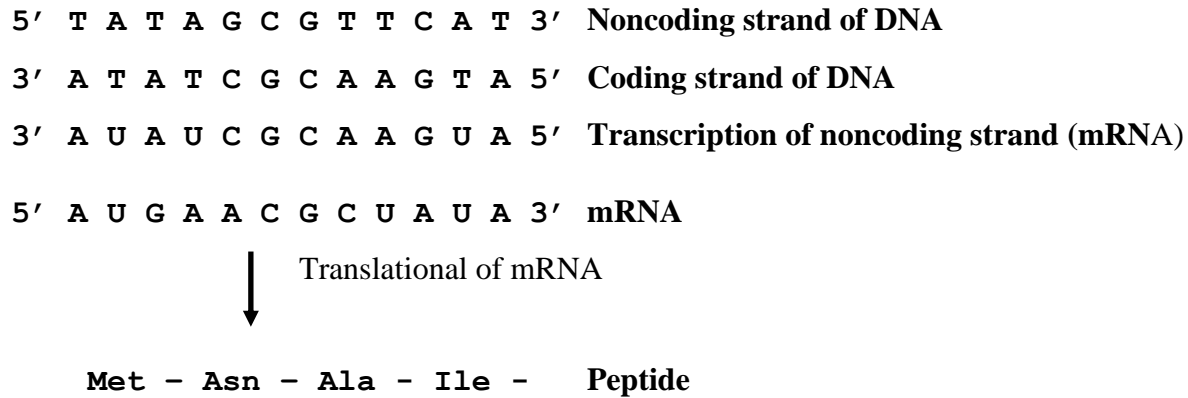 5′ T A T A G C G T T C A T 3′ Noncoding strand of DNA
3′ A T A T C G C A A G T A 5′ Coding strand of DNA
3′ A U A U C G C A A G U A 5′ Transcription of noncoding strand (mRNA)
5′ A U G A A C G C U A U A 3′ mRNA
Translational of mRNA
Met – Asn – Ala - Ile - Peptide